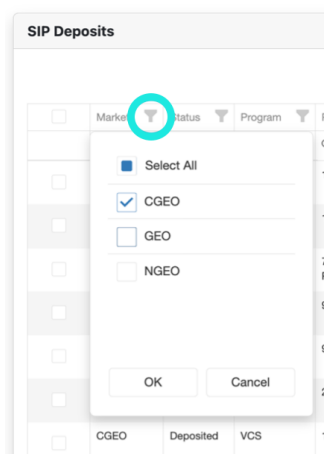 SIP Deposits
Market Status Program
Select All
CGEO
GEO
NGEO
OK Cancel
CGEO Deposited VCS